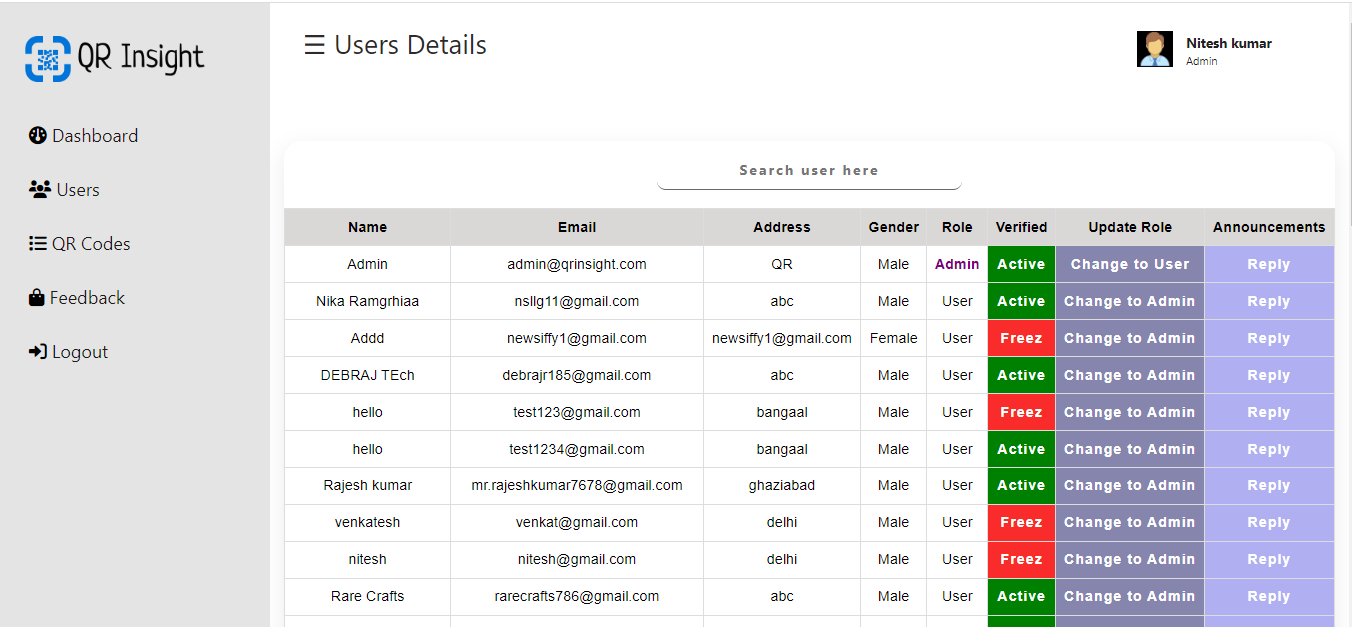 QR Insight
☰ Users Details
Nitesh kumar
Admin
Dashboard
Users
QR Codes
Feedback
Logout
Search user here
Name Email Address Gender Role Verified Update Role Announcements
Admin admin@qrinsight.com QR Male Admin Active Change to User Reply
Nika Ramgrhiaa nsllg11@gmail.com abc Male User Active Change to Admin Reply
Addd newsiffy1@gmail.com newsiffy1@gmail.com Female User Freez Change to Admin Reply
DEBRAJ TEch debrajr185@gmail.com abc Male User Active Change to Admin Reply
hello test123@gmail.com bangaal Male User Freez Change to Admin Reply
hello test1234@gmail.com bangaal Male User Active Change to Admin Reply
Rajesh kumar mr.rajeshkumar7678@gmail.com ghaziabad Male User Active Change to Admin Reply
venkatesh venkat@gmail.com delhi Male User Freez Change to Admin Reply
nitesh nitesh@gmail.com delhi Male User Freez Change to Admin Reply
Rare Crafts rarecrafts786@gmail.com abc Male User Active Change to Admin Reply